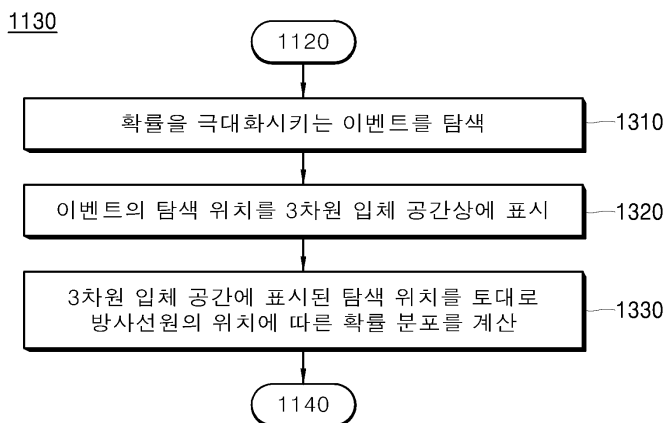 1130
1120
확률을 극대화시키는 이벤트를 탐색
1310
이벤트의 탐색 위치를 3차원 입체 공간상에 표시
1320
3차원 입체 공간에 표시된 탐색 위치를 토대로
방사선원의 위치에 따른 확률 분포를 계산
1330
1140